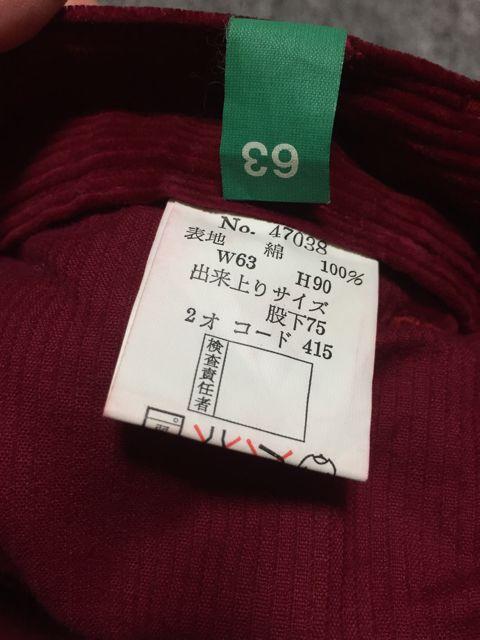 63
No. 47038
表地 綿 100%
W63 H90
出来上りサイズ
股下75
2オ コード 415
検査責任者